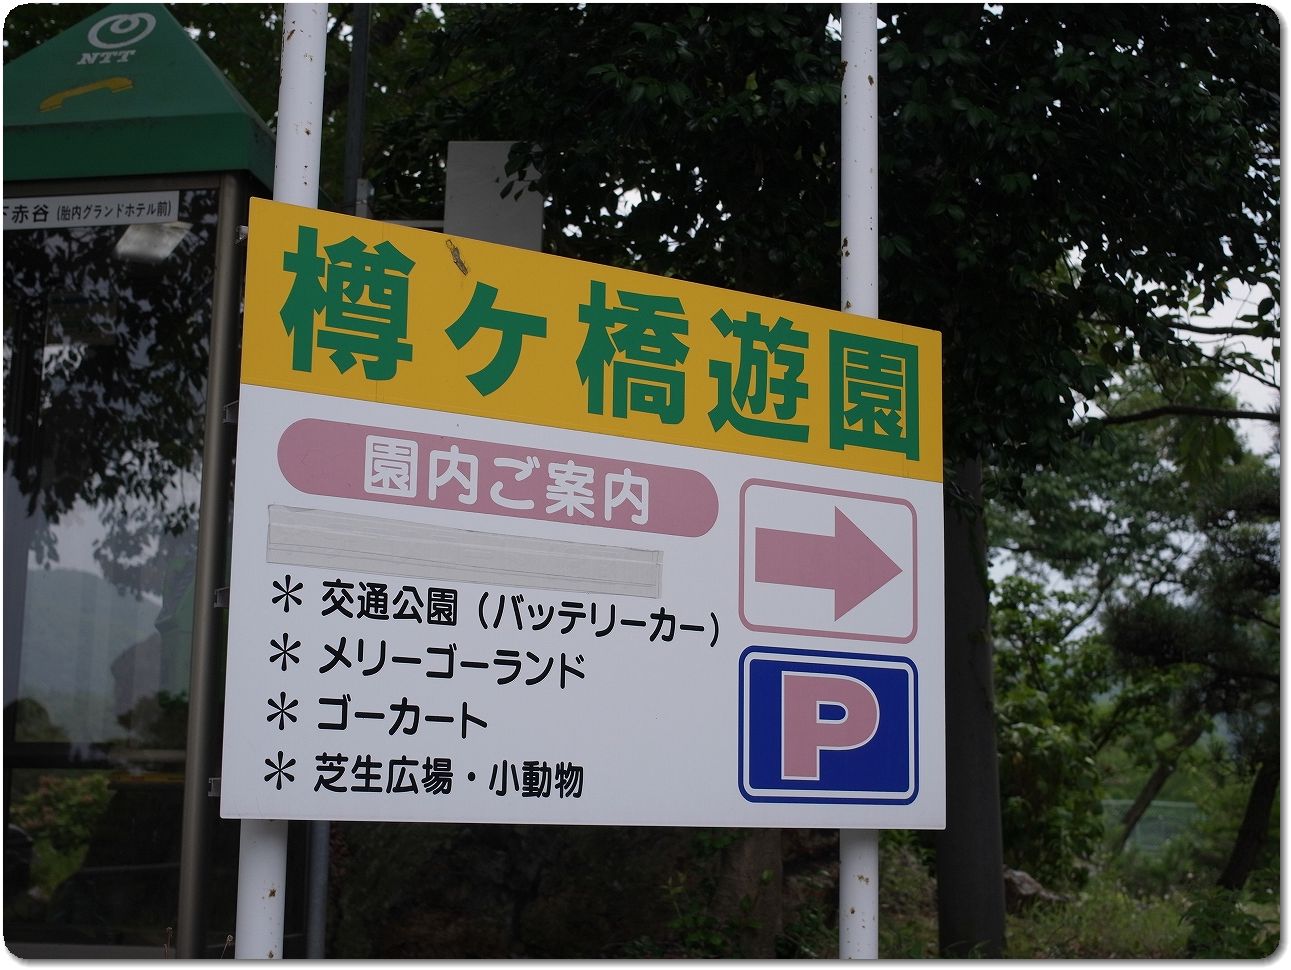 NTT
下赤谷(胎内グランドホテル前)
樽ケ橋遊園
園内ご案内
＊ 交通公園(バッテリーカー)
＊ メリーゴーランド
＊ ゴーカート
＊ 芝生広場・小動物
P